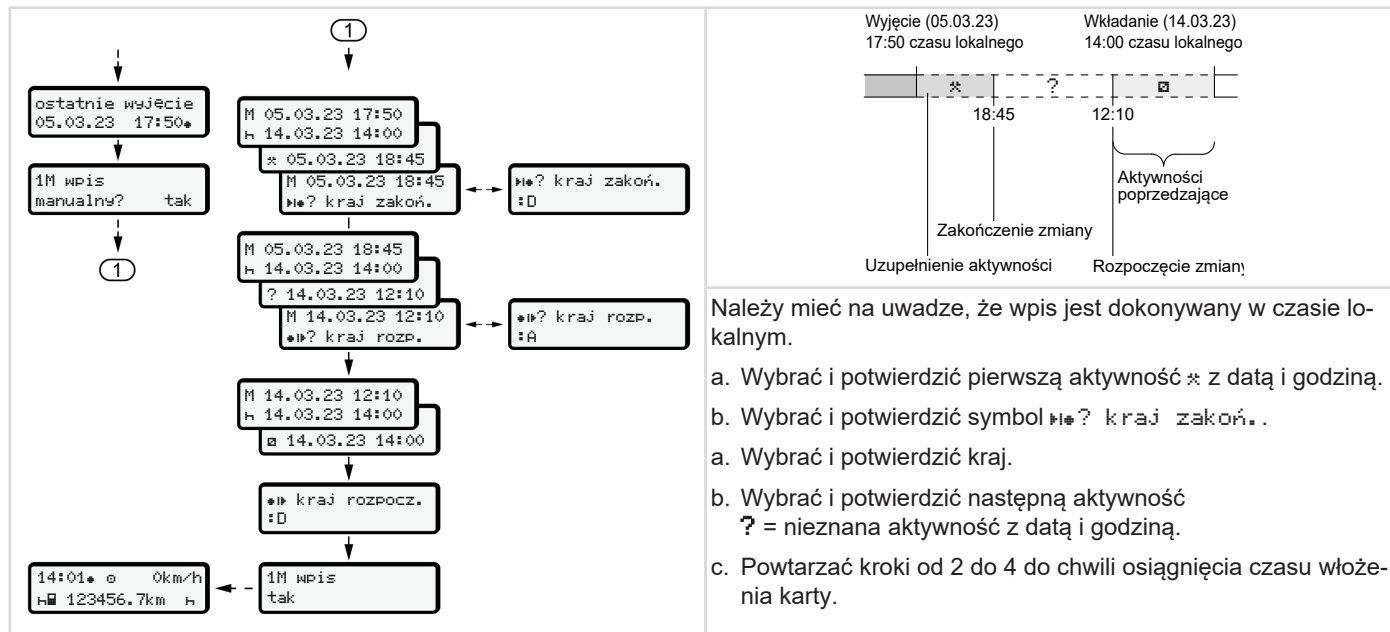 ostatnie wyjęcie
05.03.23 17:50
1M wpis
manualny? tak
1
1
M 05.03.23 17:50
14.03.23 14:00
05.03.23 18:45
M 05.03.23 18:45
? kraj zakoń.
? kraj zakoń.
:D
M 05.03.23 18:45
14.03.23 14:00
? 14.03.23 12:10
M 14.03.23 12:10
? kraj rozp.
? kraj rozp.
:A
M 14.03.23 12:10
14.03.23 14:00
14.03.23 14:00
kraj rozpocz.
:D
1M wpis
tak
14:01 0km/h
123456.7km
Wyjęcie (05.03.23)
17:50 czasu lokalnego
Wkładanie (14.03.23)
14:00 czasu lokalnego
?
18:45
12:10
Aktywności
poprzedzające
Zakończenie zmiany
Uzupełnienie aktywności
Rozpoczęcie zmiany
Należy mieć na uwadze, że wpis jest dokonywany w czasie lo-
kalnym.
a. Wybrać i potwierdzić pierwszą aktywność z datą i godziną.
b. Wybrać i potwierdzić symbol ? kraj zakoń..
a. Wybrać i potwierdzić kraj.
b. Wybrać i potwierdzić następną aktywność
? = nieznana aktywność z datą i godziną.
c. Powtarzać kroki od 2 do 4 do chwili osiągnięcia czasu włoże-
nia karty.